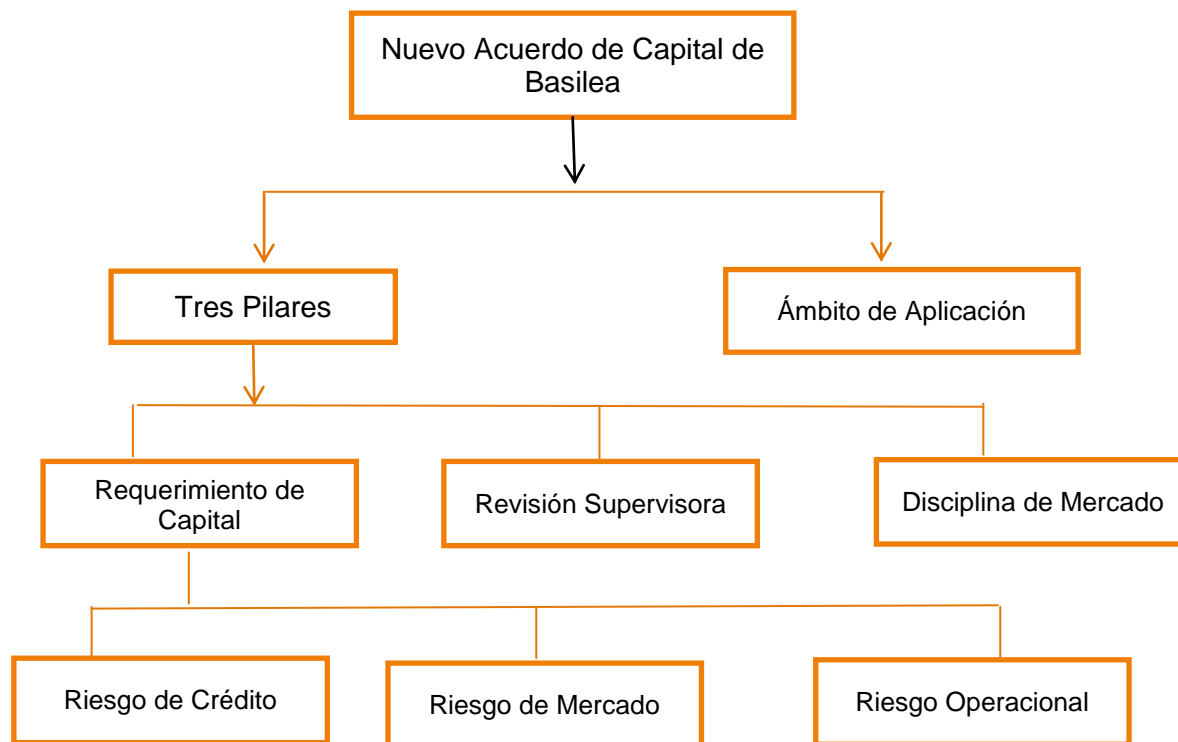 Nuevo Acuerdo de Capital de
Basilea
Tres Pilares
Ámbito de Aplicación
Requerimiento de
Capital
Revisión Supervisora
Disciplina de Mercado
Riesgo de Crédito
Riesgo de Mercado
Riesgo Operacional